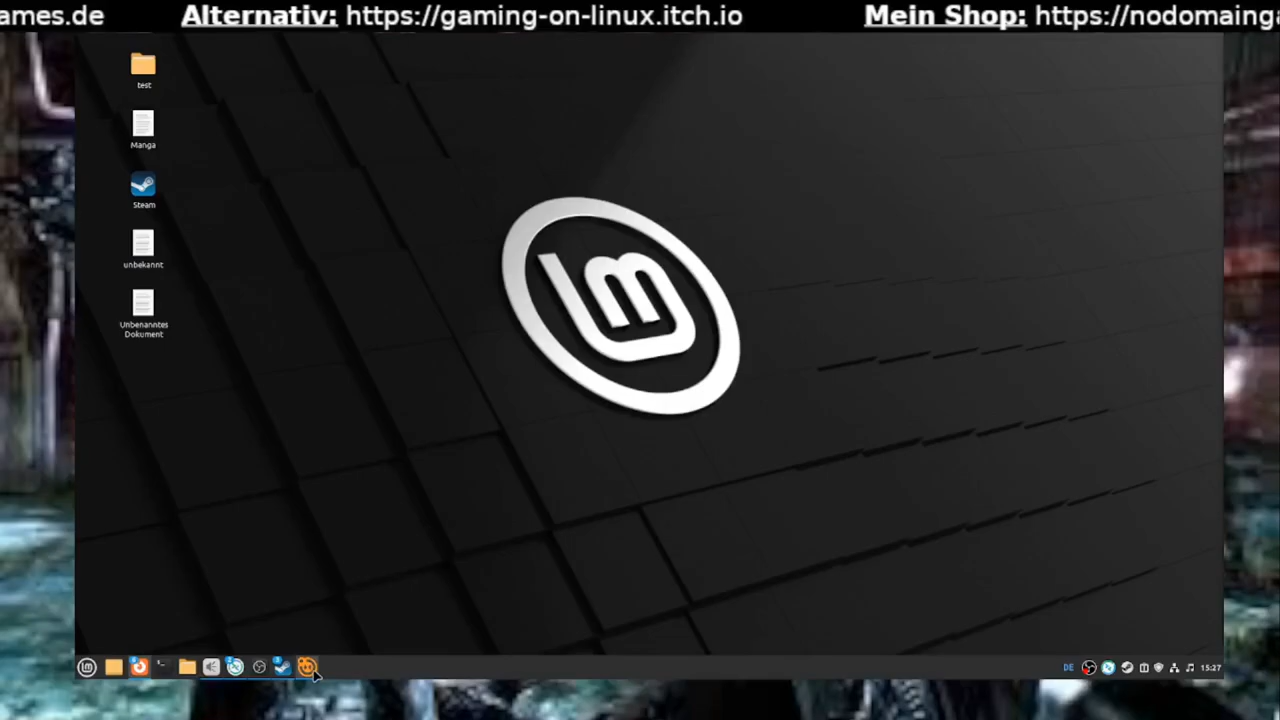 ames.de Alternativ: https://gaming-on-linux.itch.io Mein Shop: https://nodomainga
test
Manga
Steam
unbekannt
Unbenanntes
Dokument
DE 15:27